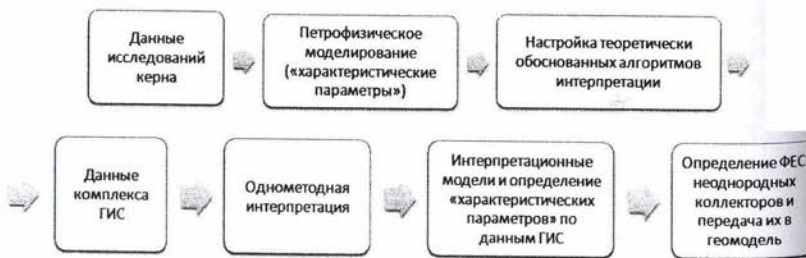 Данные
исследований
керна
Петрофизическое
моделирование
(«характеристические
параметры»)
Настройка теоретически
обоснованных алгоритмов
интерпретации
Данные
комплекса
ГИС
Однометодная
интерпретация
Интерпретационные
модели и определение
«характеристических
параметров» по
данным ГИС
Определение ФЕС
неоднородных
коллекторов и
передача их в
геомодель